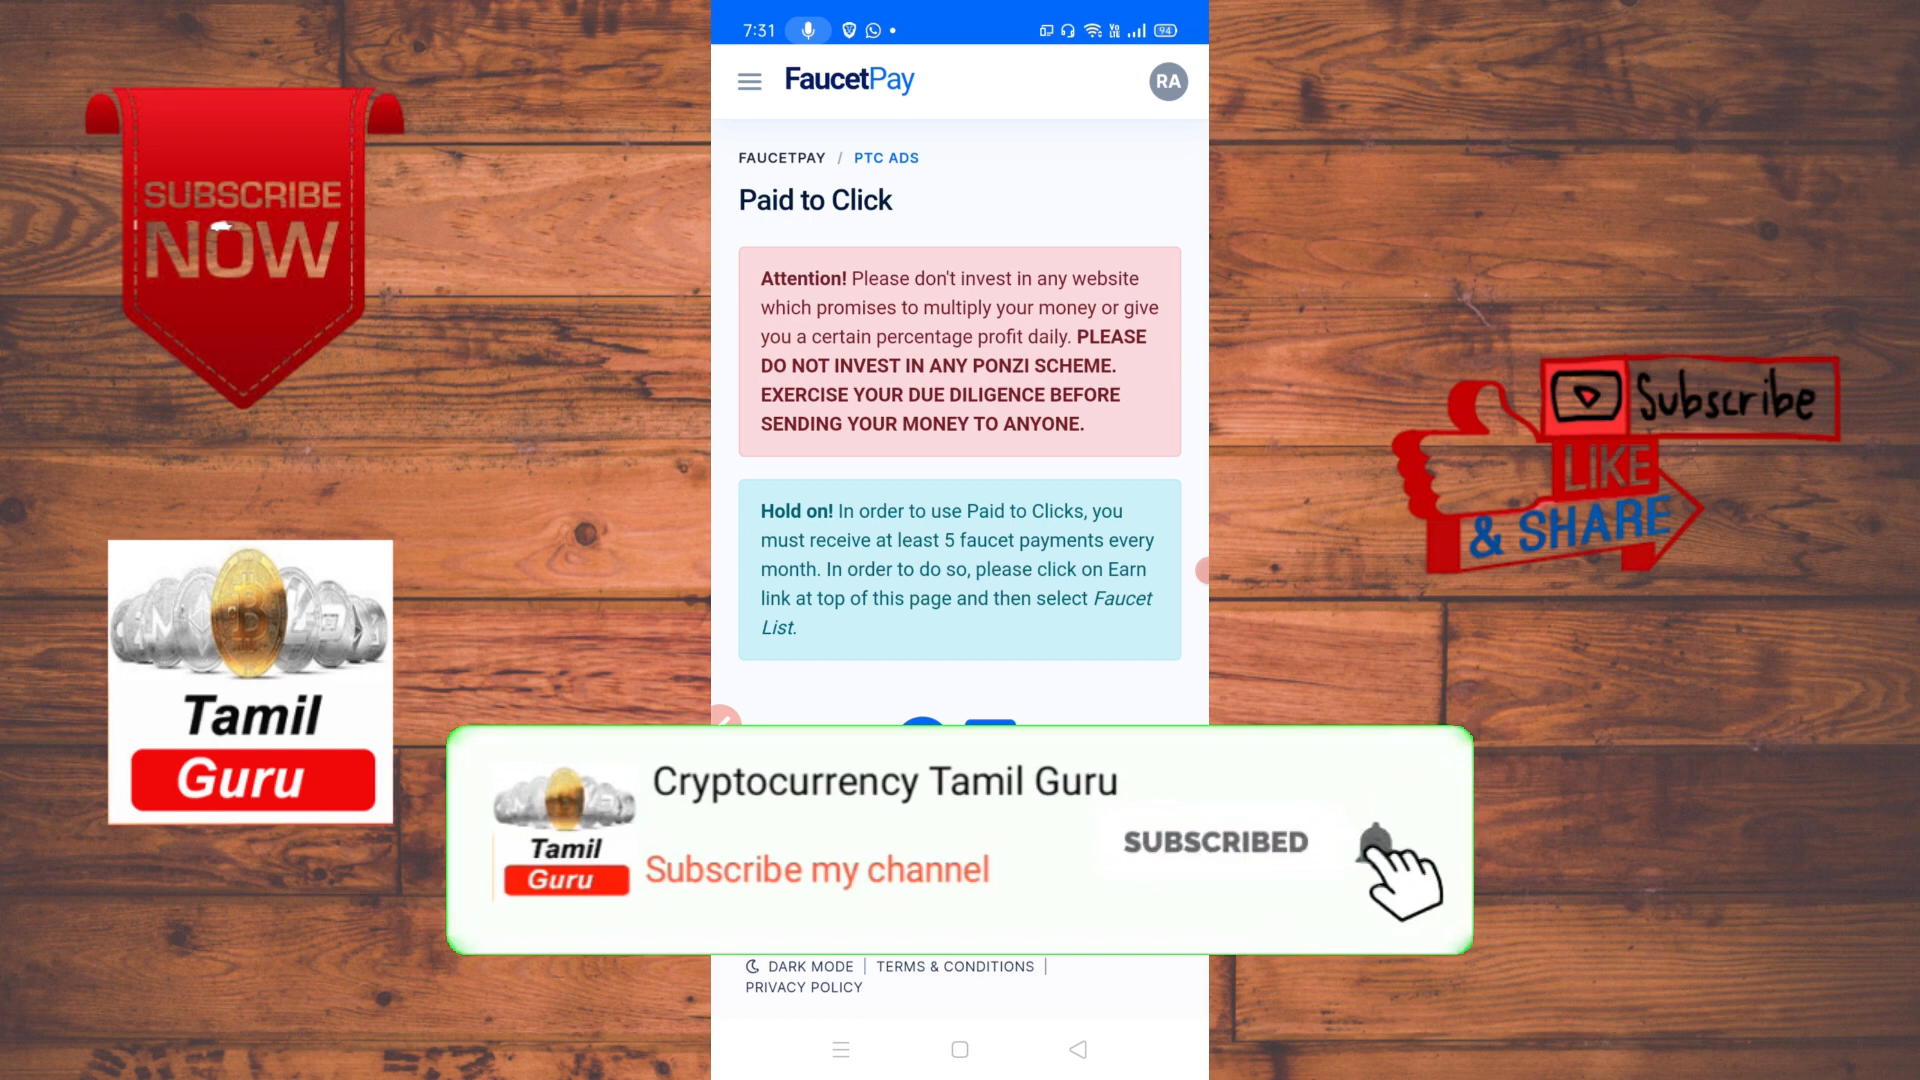 SUBSCRIBE
NOW
Tamil
Guru
7:31
Vo
LTE
94
FaucetPay
RA
FAUCETPAY / PTC ADS
Paid to Click
Attention! Please don't invest in any website
which promises to multiply your money or give
you a certain percentage profit daily. PLEASE
DO NOT INVEST IN ANY PONZI SCHEME.
EXERCISE YOUR DUE DILIGENCE BEFORE
SENDING YOUR MONEY TO ANYONE.
Hold on! In order to use Paid to Clicks, you
must receive at least 5 faucet payments every
month. In order to do so, please click on Earn
link at top of this page and then select Faucet
List.
Subscribe
LIKE
& SHARE
Cryptocurrency Tamil Guru
Tamil
Guru
Subscribe my channel
SUBSCRIBED
DARK MODE | TERMS & CONDITIONS |
PRIVACY POLICY